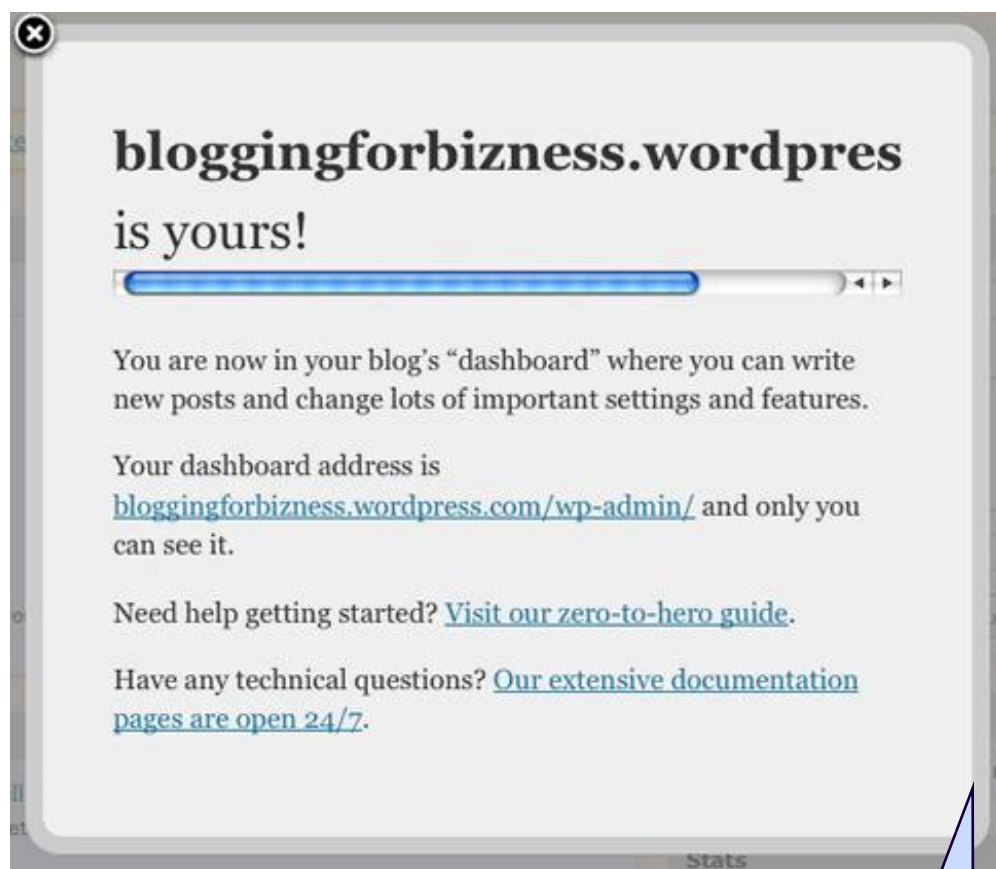 bloggingforbizness.wordpres
is yours!
You are now in your blog’s “dashboard” where you can write
new posts and change lots of important settings and features.
Your dashboard address is
bloggingforbizness.wordpress.com/wp-admin/ and only you
can see it.
Need help getting started? Visit our zero-to-hero guide.
Have any technical questions? Our extensive documentation
pages are open 24/7.
Stats